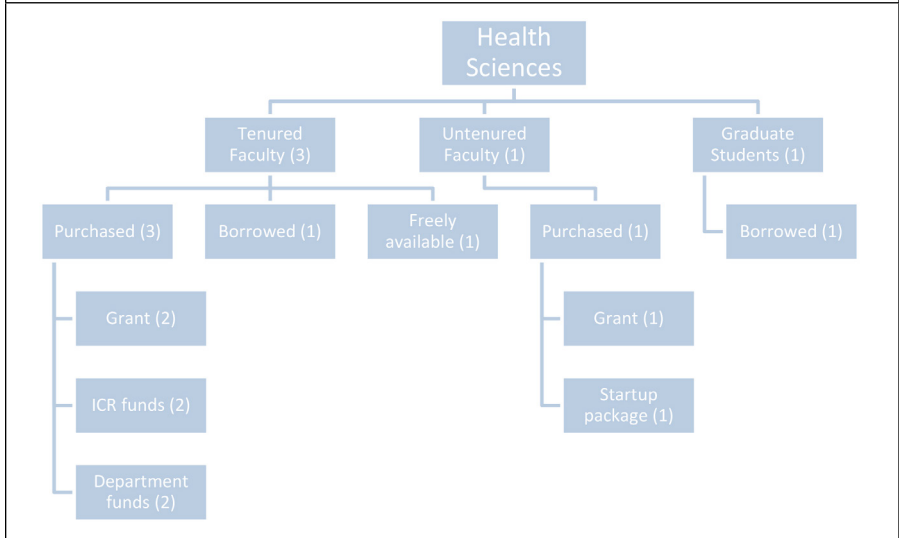 Health
Sciences
Tenured
Faculty (3)
Untenured
Faculty (1)
Graduate
Students (1)
Purchased (3)
Borrowed (1)
Freely
available (1)
Purchased (1)
Borrowed (1)
Grant (2)
Grant (1)
ICR funds (2)
Startup
package (1)
Department
funds (2)